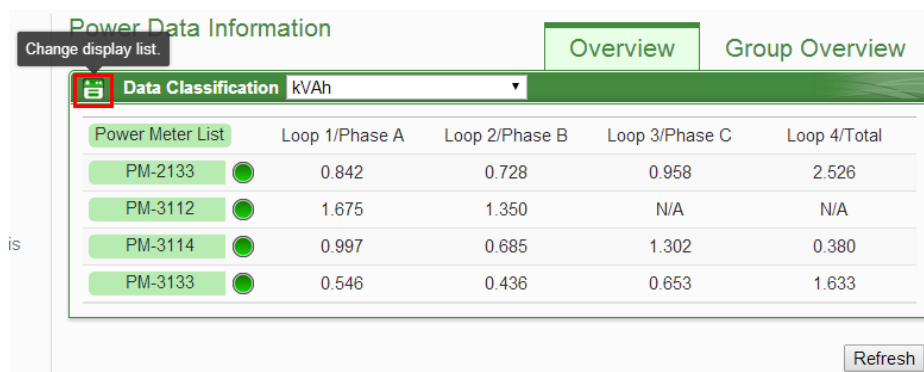 Power Data Information
Change display list.
Overview Group Overview
Data Classification kVAh
Power Meter List Loop 1/Phase A Loop 2/Phase B Loop 3/Phase C Loop 4/Total
PM-2133 0.842 0.728 0.958 2.526
PM-3112 1.675 1.350 N/A N/A
is
PM-3114 0.997 0.685 1.302 0.380
PM-3133 0.546 0.436 0.653 1.633
Refresh